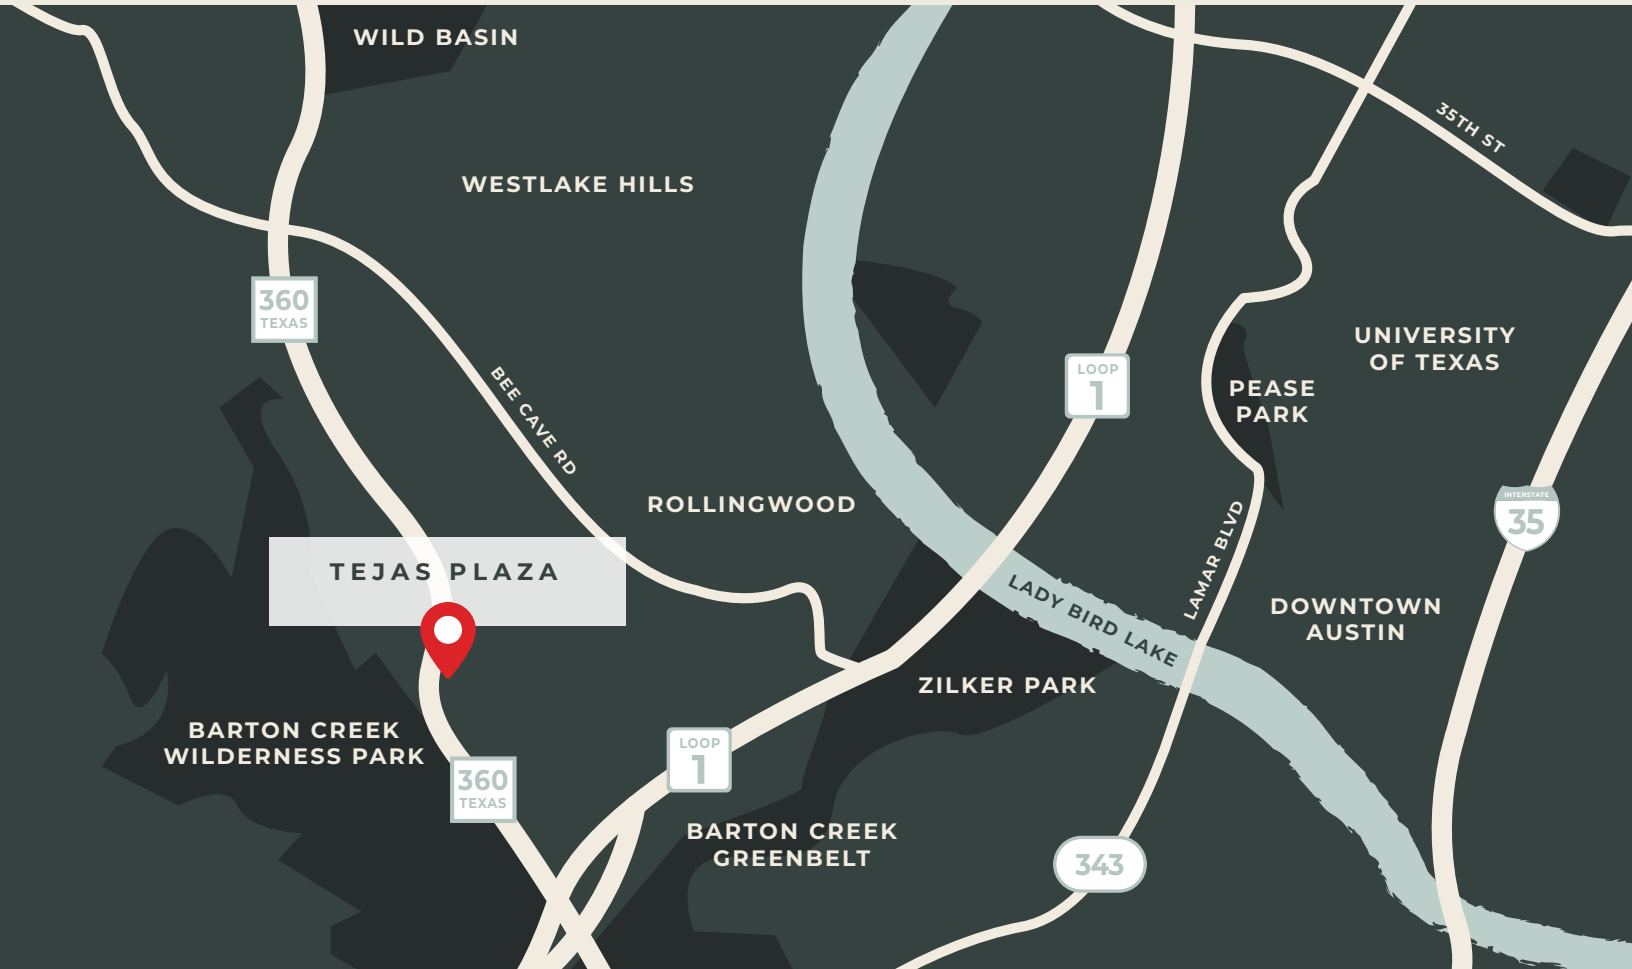 WILD BASIN
35TH ST
WESTLAKE HILLS
360
TEXAS
UNIVERSITY
OF TEXAS
LOOP
1
PEASE
PARK
BEE CAVE RD
ROLLINGWOOD
INTERSTATE
35
LAMAR BLVD
TEJAS PLAZA
LADY BIRD LAKE
DOWNTOWN
AUSTIN
ZILKER PARK
BARTON CREEK
WILDERNESS PARK
LOOP
1
360
TEXAS
BARTON CREEK
GREENBELT
343